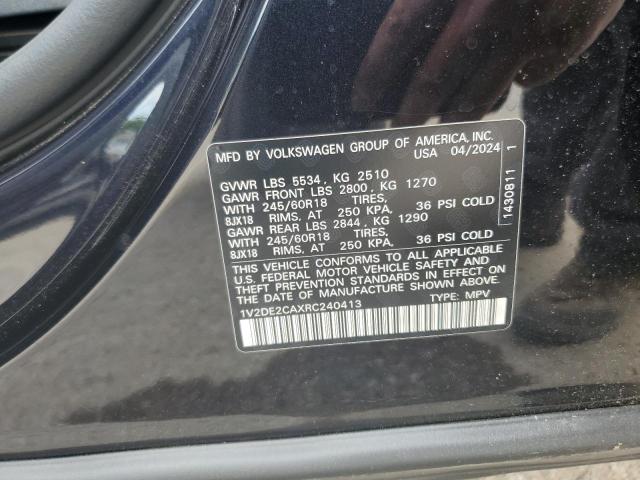 MFD BY VOLKSWAGEN GROUP OF AMERICA, INC.
USA 04/2024
GVWR LBS 5534, KG 2510
GAWR FRONT LBS 2800, KG 1270
WITH 245/60R18 TIRES,
8JX18 RIMS, AT 250 KPA, 36 PSI COLD
GAWR REAR LBS 2844, KG 1290
WITH 245/60R18 TIRES,
8JX18 RIMS, AT 250 KPA, 36 PSI COLD
THIS VEHICLE CONFORMS TO ALL APPLICABLE
U.S. FEDERAL MOTOR VEHICLE SAFETY AND
THEFT PREVENTION STANDARDS IN EFFECT ON
THE DATE OF MANUFACTURE SHOWN ABOVE.
1V2DE2CAXRC240413 TYPE: MPV
1430811 1